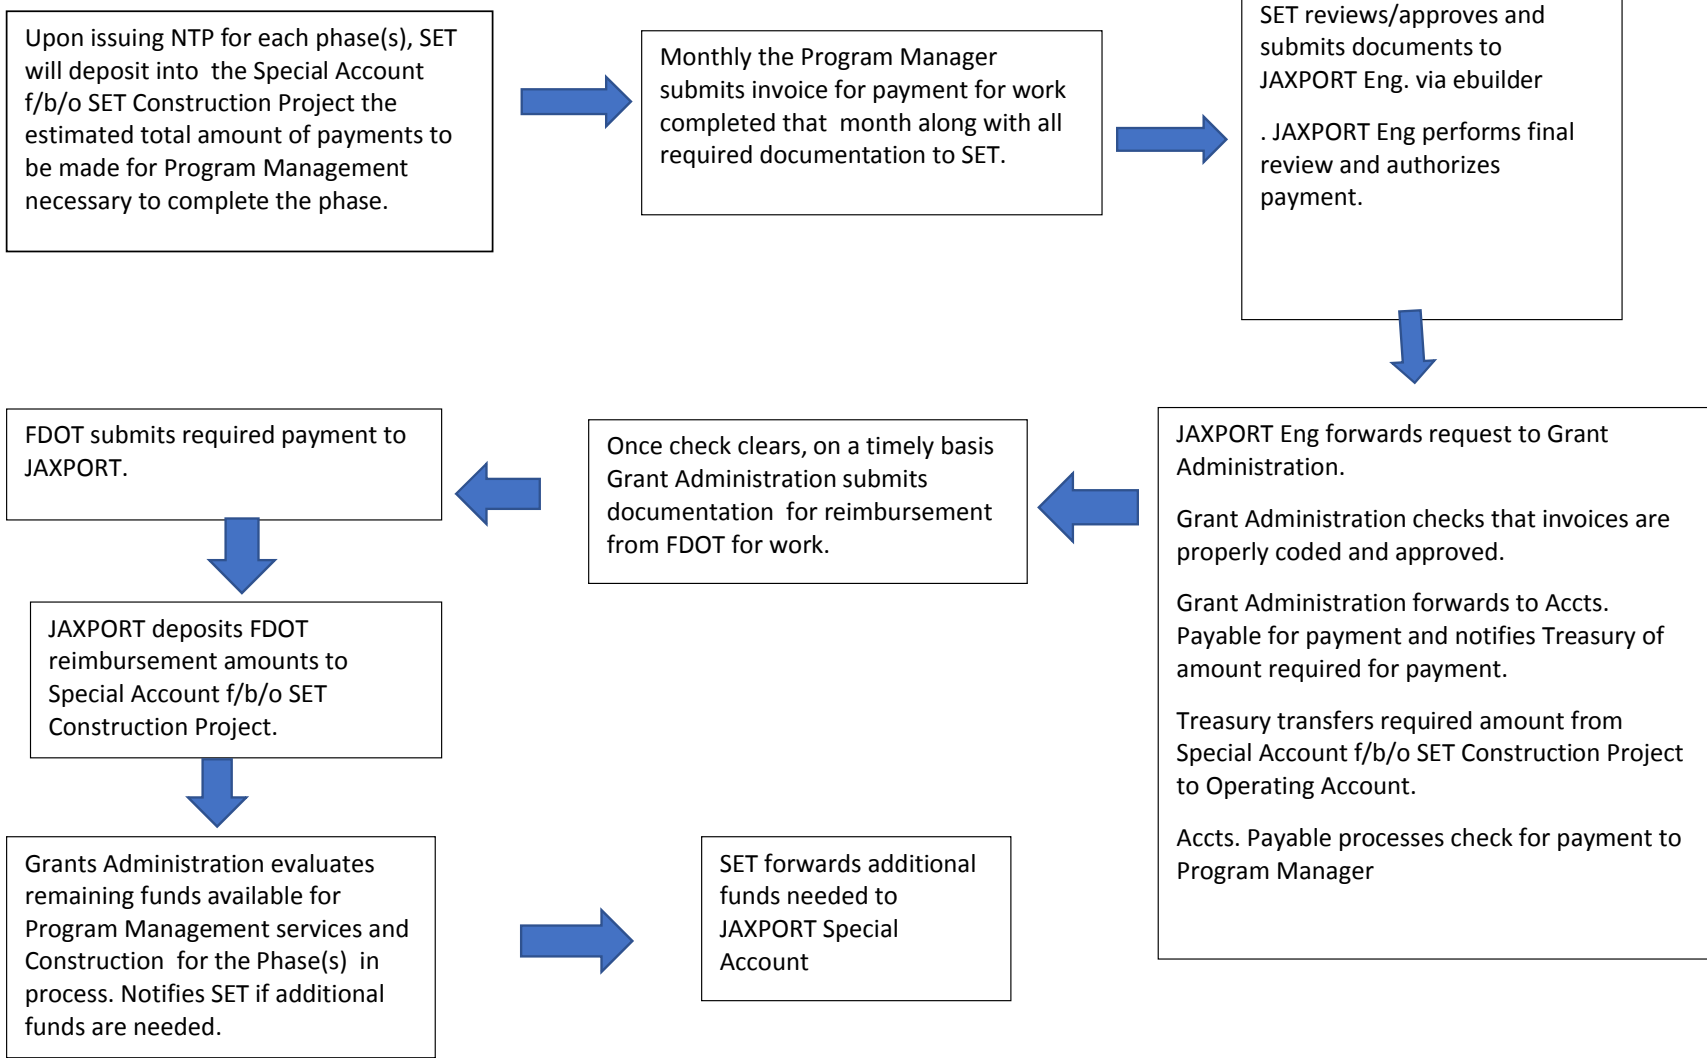 Upon issuing NTP for each phase(s), SET
will deposit into the Special Account
f/b/o SET Construction Project the
estimated total amount of payments to
be made for Program Management
necessary to complete the phase.
Monthly the Program Manager
submits invoice for payment for work
completed that month along with all
required documentation to SET.
SET reviews/approves and
submits documents to
JAXPORT Eng. via ebuilder
. JAXPORT Eng performs final
review and authorizes
payment.
JAXPORT Eng forwards request to Grant
Administration.
Grant Administration checks that invoices are
properly coded and approved.
Grant Administration forwards to Accts.
Payable for payment and notifies Treasury of
amount required for payment.
Treasury transfers required amount from
Special Account f/b/o SET Construction Project
to Operating Account.
Accts. Payable processes check for payment to
Program Manager
Once check clears, on a timely basis
Grant Administration submits
documentation for reimbursement
from FDOT for work.
FDOT submits required payment to
JAXPORT.
JAXPORT deposits FDOT
reimbursement amounts to
Special Account f/b/o SET
Construction Project.
Grants Administration evaluates
remaining funds available for
Program Management services and
Construction for the Phase(s) in
process. Notifies SET if additional
funds are needed.
SET forwards additional
funds needed to
JAXPORT Special
Account